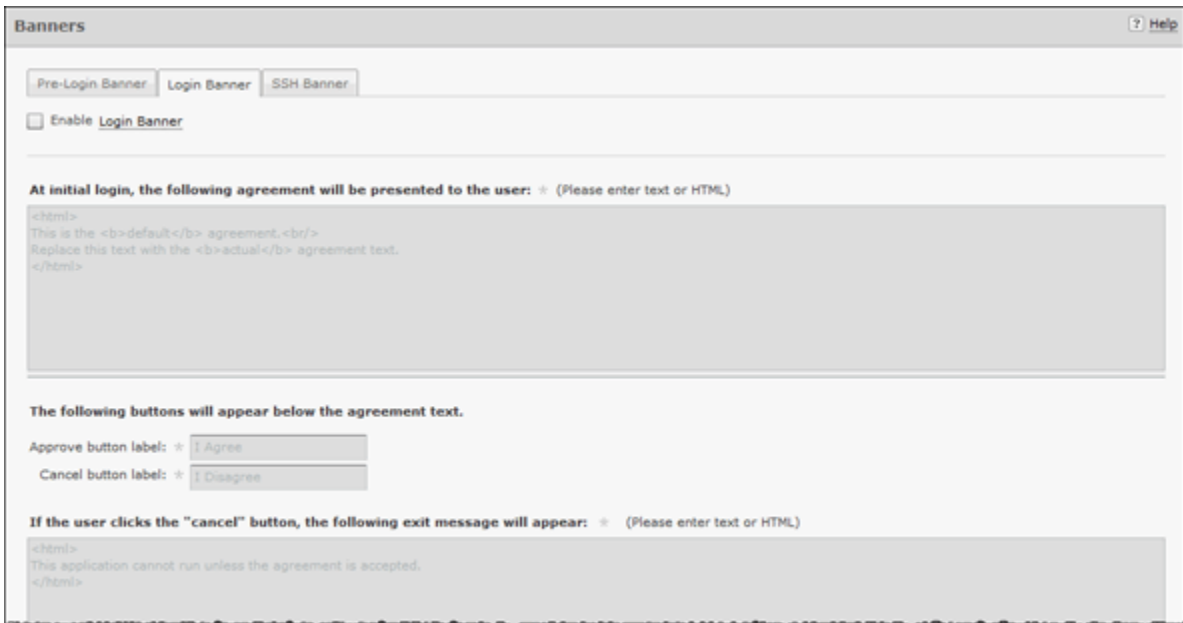 Banners
? Help
Pre-Login Banner Login Banner SSH Banner
Enable Login Banner
At initial login, the following agreement will be presented to the user: * (Please enter text or HTML)
<html>
This is the <b>default</b> agreement.<br/>
Replace this text with the <b>actual</b> agreement text.
</html>
The following buttons will appear below the agreement text.
Approve button label: * I Agree
Cancel button label: * I Disagree
If the user clicks the "cancel" button, the following exit message will appear: * (Please enter text or HTML)
<html>
This application cannot run unless the agreement is accepted.
</html>